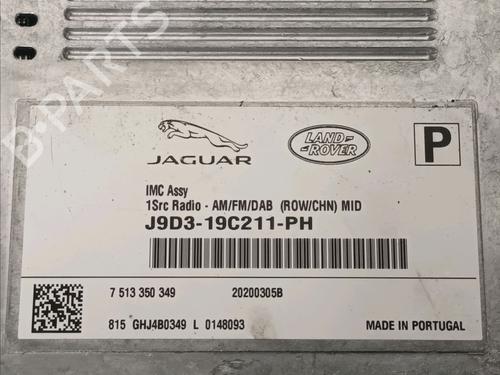 B-PARTS
JAGUAR
LAND-
ROVER
P
IMC Assy
1Src Radio - AM/FM/DAB (ROW/CHN) MID
J9D3-19C211-PH
7 513 350 349 20200305B
815 GHJ4B0349 L 0148093
MADE IN PORTUGAL